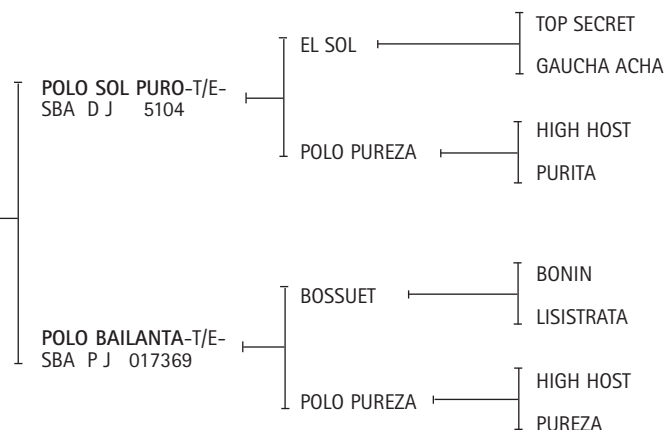 TOP SECRET
EL SOL
GAUCHA ACHA
POLO SOL PURO-T/E-
SBA D J 5104
HIGH HOST
POLO PUREZA
PURITA
BONIN
BOSSUET
LISISTRATA
POLO BAILANTA-T/E-
SBA P J 017369
HIGH HOST
POLO PUREZA
PUREZA